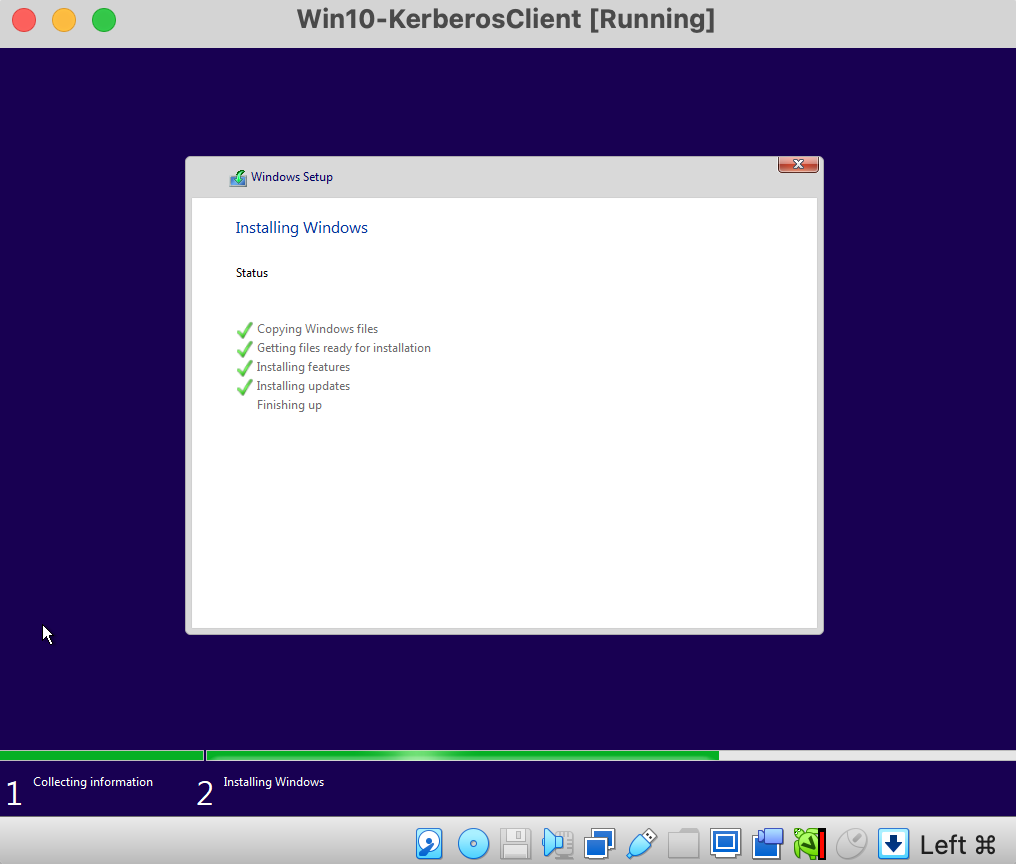 Win10-KerberosClient [Running]
Windows Setup
Installing Windows
Status
Copying Windows files
Getting files ready for installation
Installing features
Installing updates
Finishing up
1 Collecting information
2 Installing Windows
Left ⌘